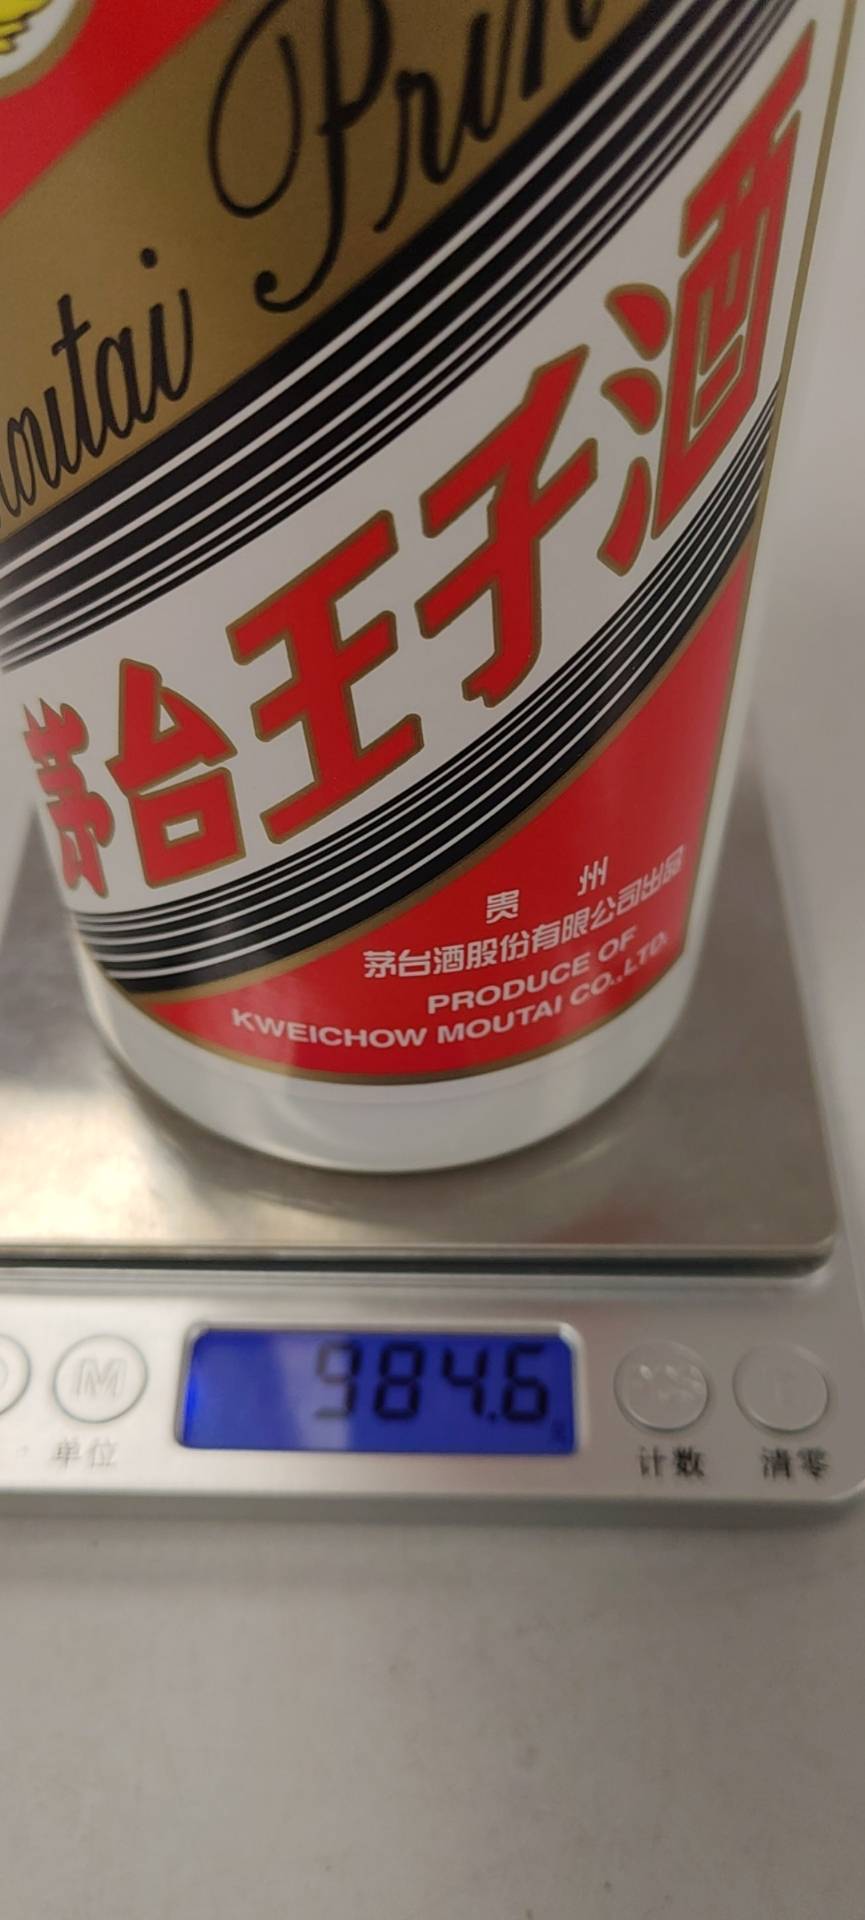 Moutai Prin
茅台王子酒
贵 州
茅台酒股份有限公司出品
PRODUCE OF
KWEICHOW MOUTAI CO.,LTD.
984.6
M
单位
计数
清零